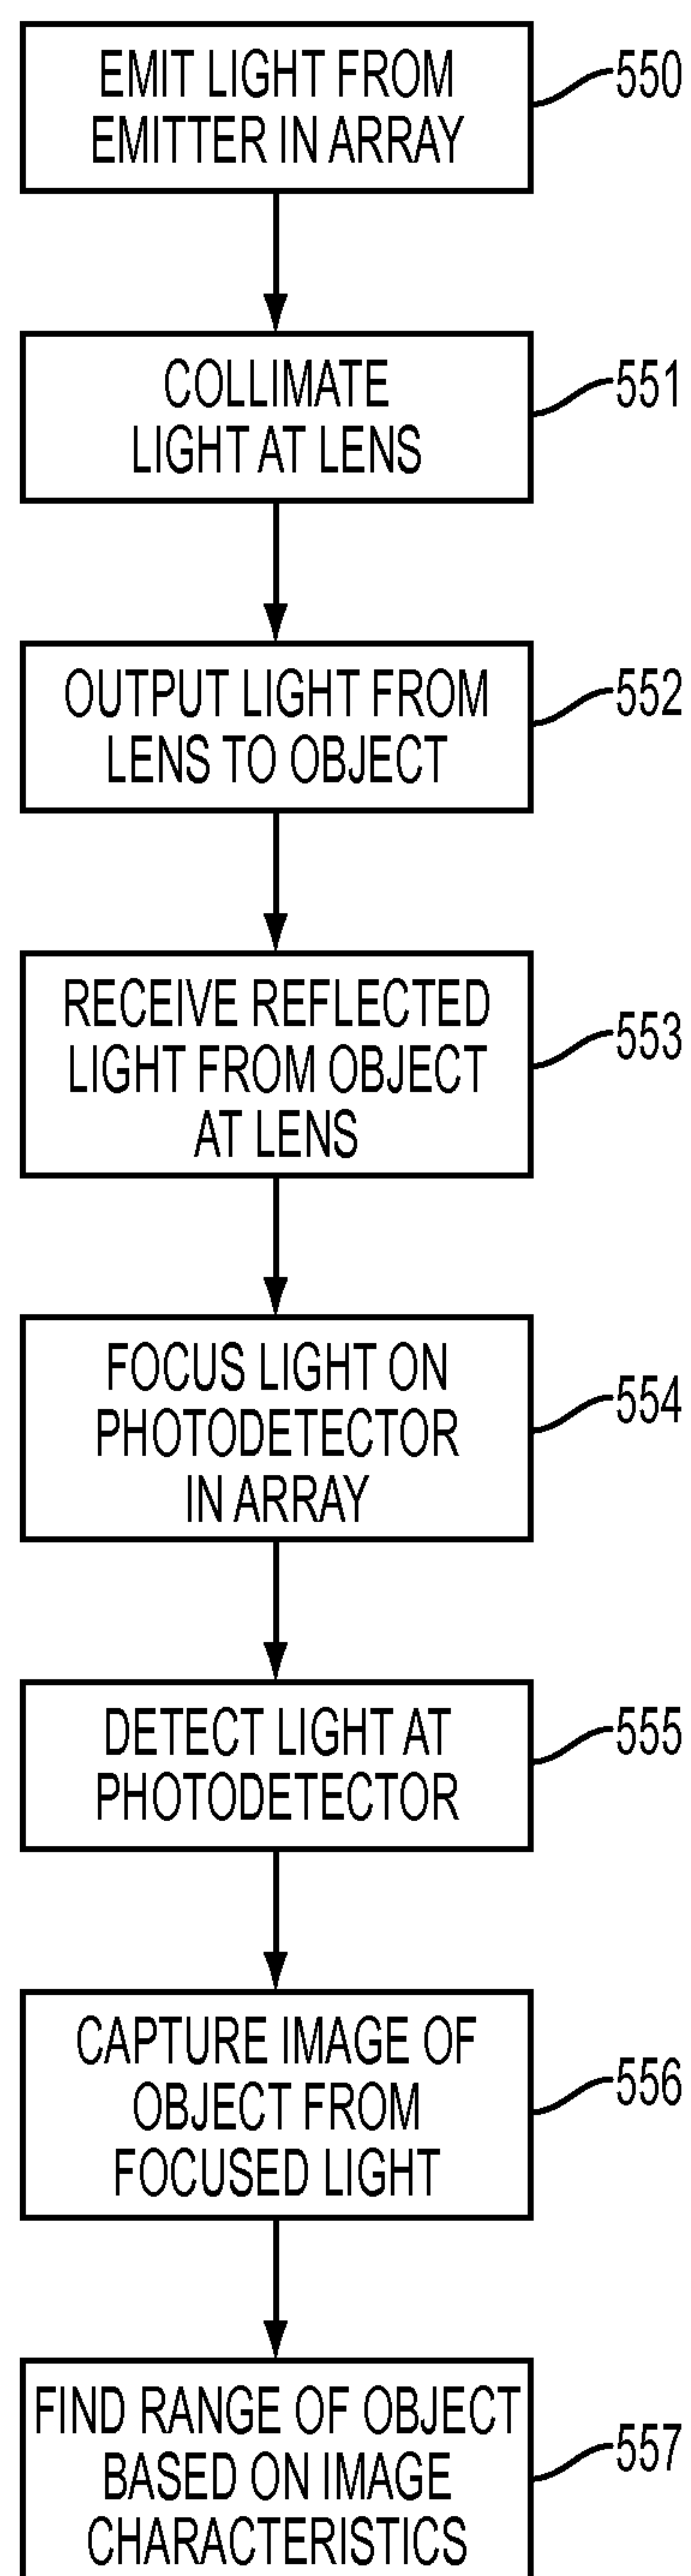 EMIT LIGHT FROM
EMITTER IN ARRAY
550
COLLIMATE
LIGHT AT LENS
551
OUTPUT LIGHT FROM
LENS TO OBJECT
552
RECEIVE REFLECTED
LIGHT FROM OBJECT
AT LENS
553
FOCUS LIGHT ON
PHOTODETECTOR
IN ARRAY
554
DETECT LIGHT AT
PHOTODETECTOR
555
CAPTURE IMAGE OF
OBJECT FROM
FOCUSED LIGHT
556
FIND RANGE OF OBJECT
BASED ON IMAGE
CHARACTERISTICS
557